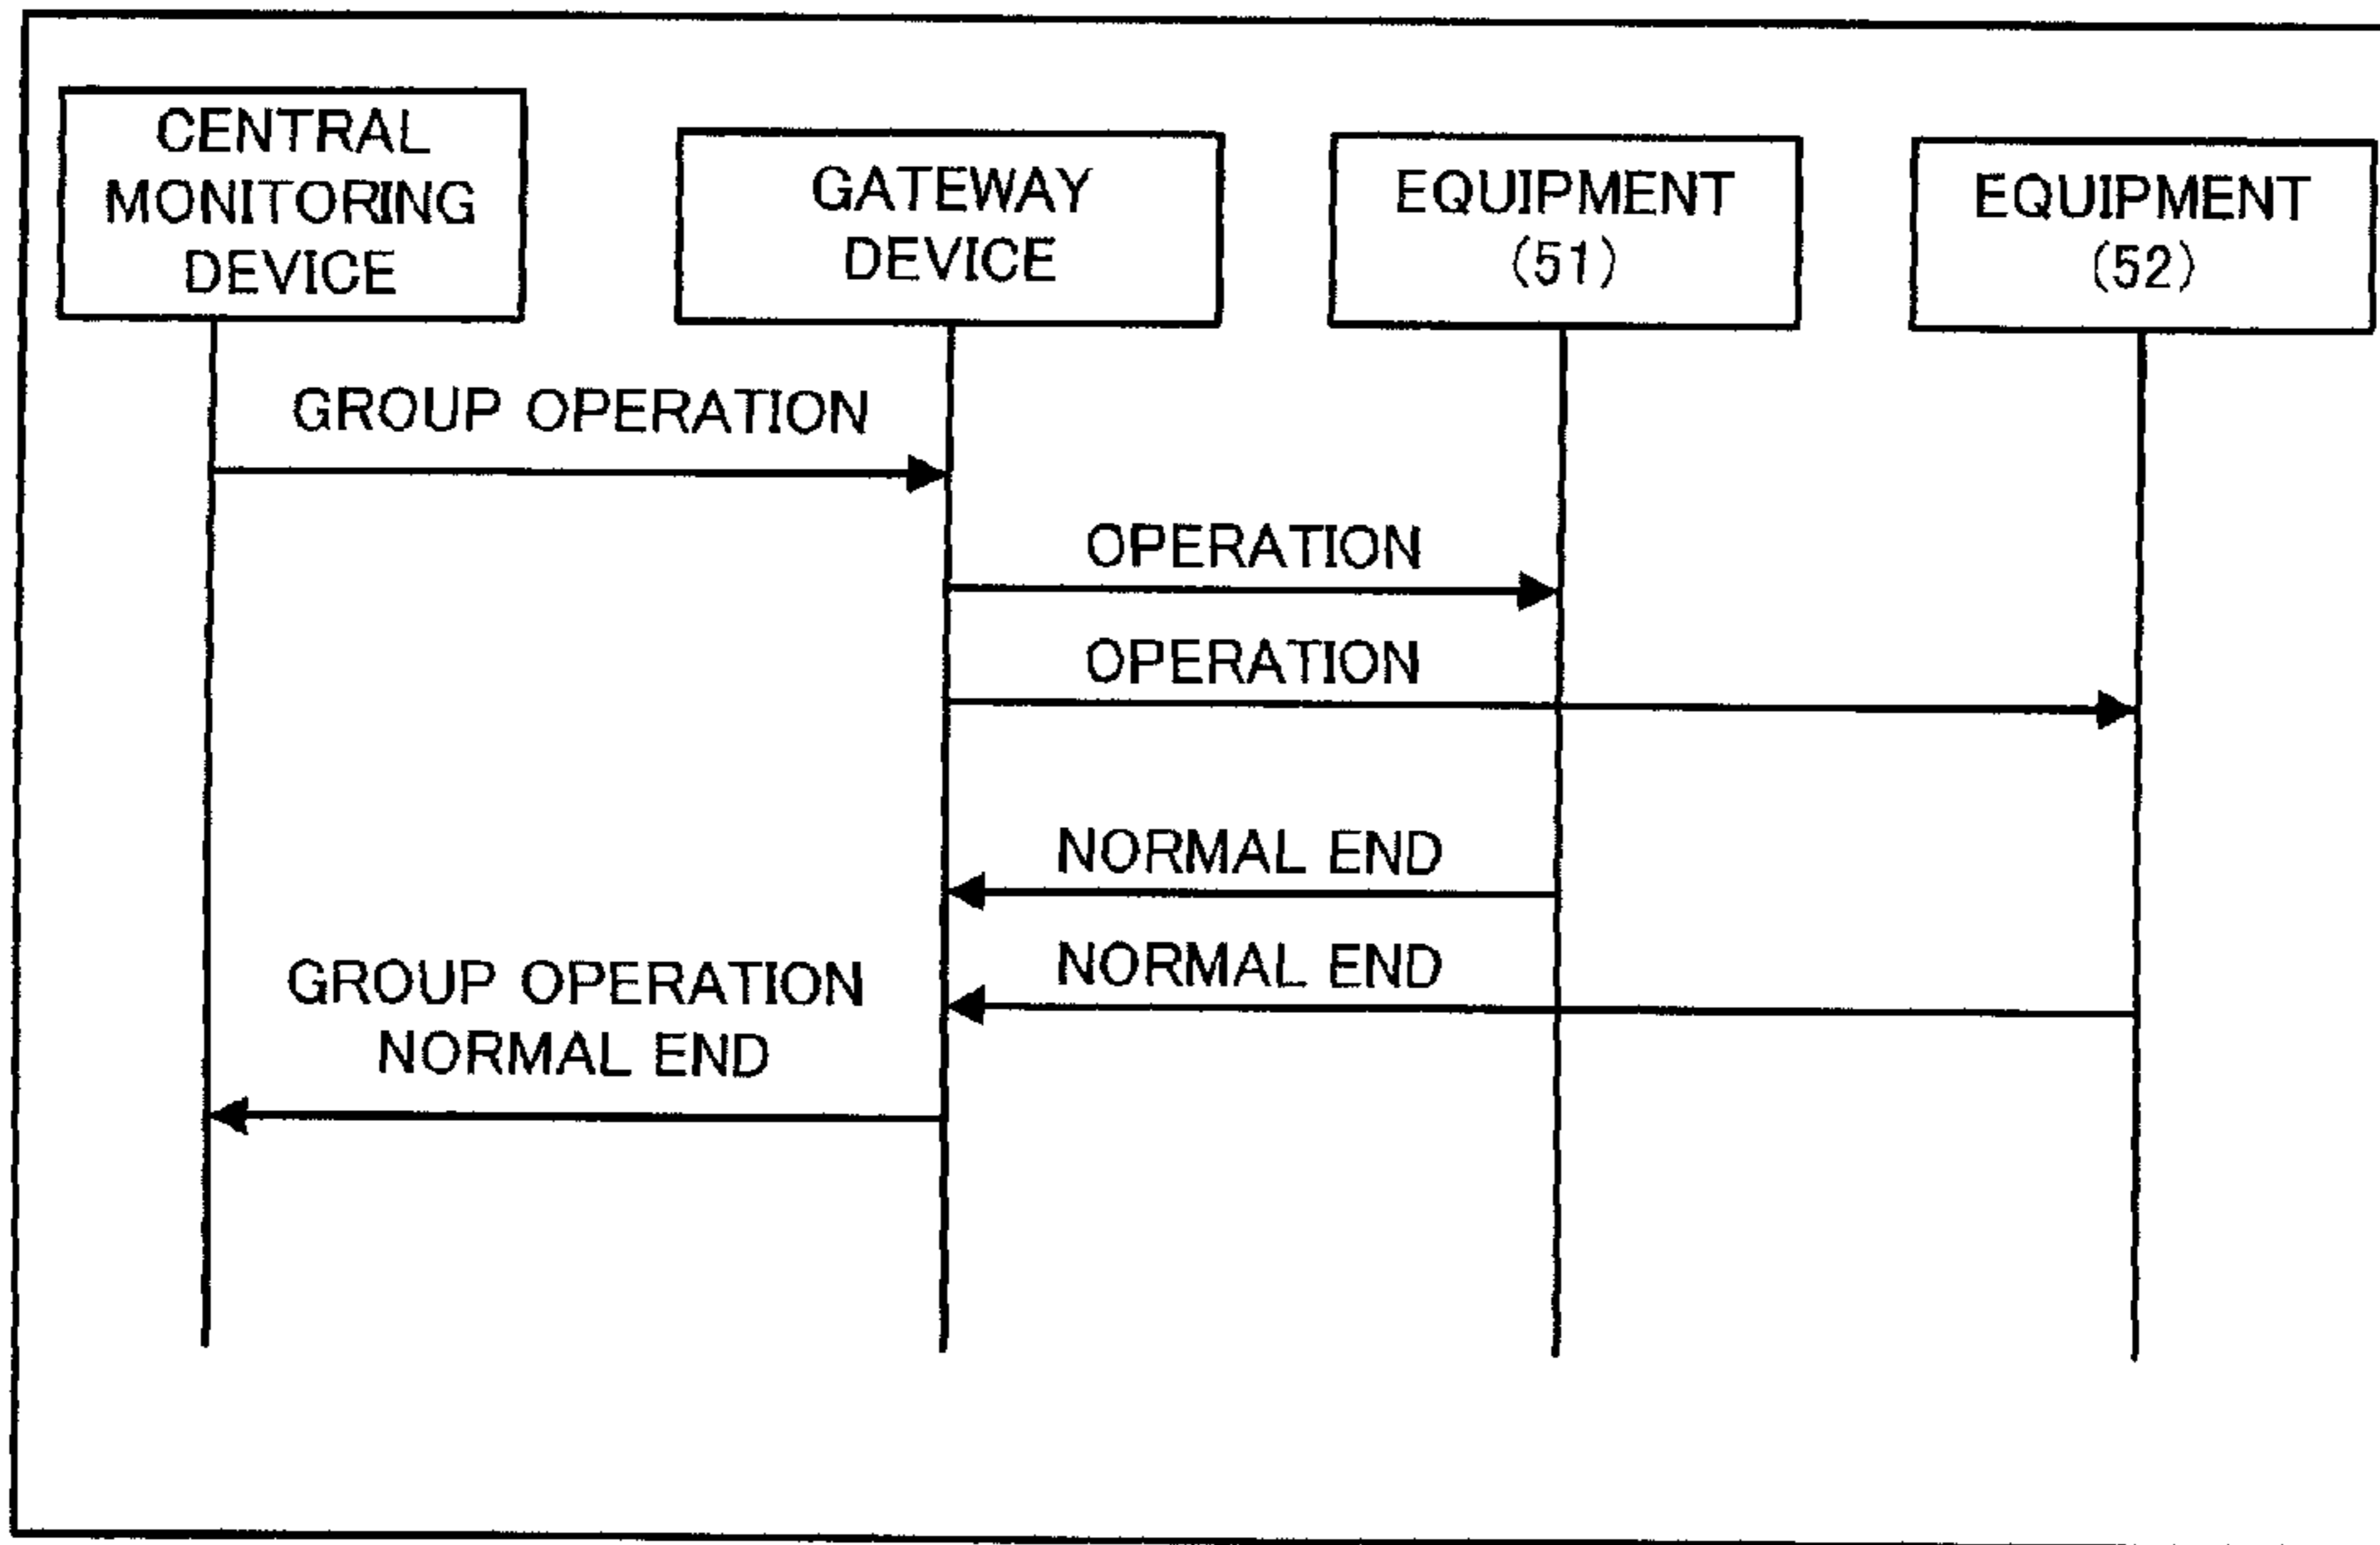 CENTRAL
MONITORING
DEVICE
GATEWAY
DEVICE
EQUIPMENT
(51)
EQUIPMENT
(52)
GROUP OPERATION
OPERATION
OPERATION
NORMAL END
NORMAL END
GROUP OPERATION
NORMAL END